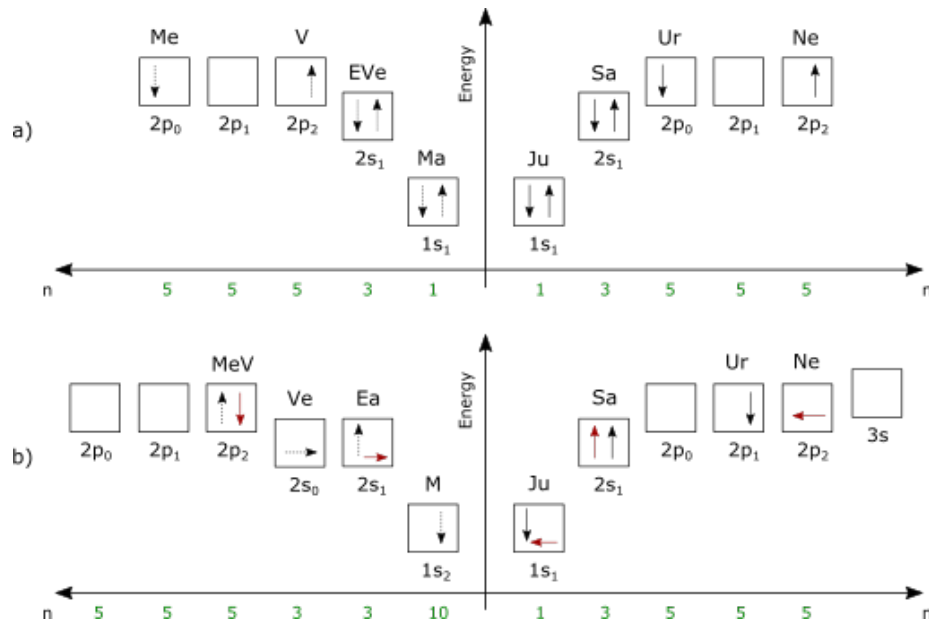 Me V Ur Ne
EVe Sa
2p0 2p1 2p2 2p0 2p1 2p2
a)
2s1 2s1
Ma Ju
1s1 1s1
Energy
n 5 5 5 3 1 1 3 5 5 5 n
MeV Ur Ne
Ve Ea Sa
2p0 2p1 2p2 2p0 2p1 2p2 3s
b)
2s0 2s1 2s1
M Ju
1s2 1s1
Energy
n 5 5 5 3 3 10 1 3 5 5 5 n